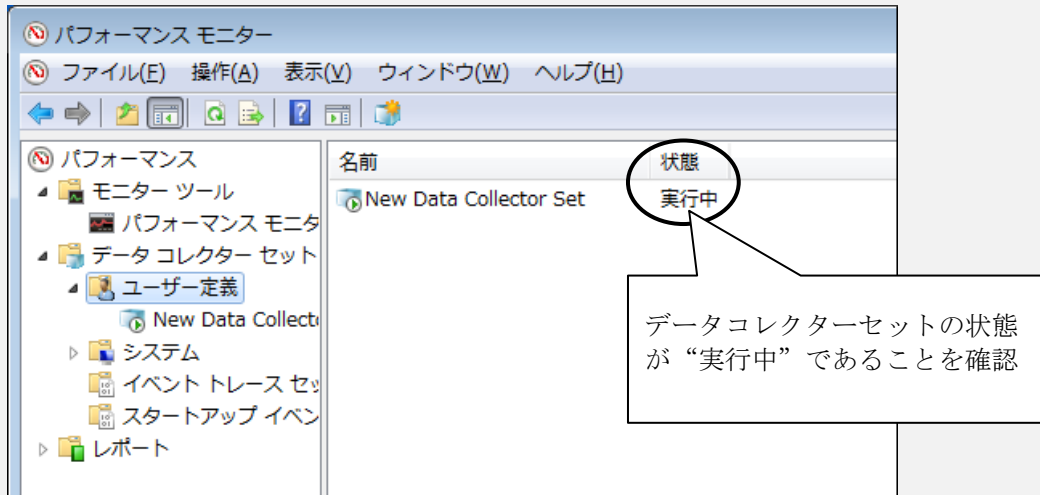 パフォーマンス モニター
ファイル(F) 操作(A) 表示(V) ウィンドウ(W) ヘルプ(H)
パフォーマンス
モニター ツール
パフォーマンス モニタ
データ コレクター セット
ユーザー定義
New Data Collect
システム
イベント トレース セッ
スタートアップ イベン
レポート
名前 状態
New Data Collector Set 実行中
データコレクターセットの状態
が“実行中”であることを確認